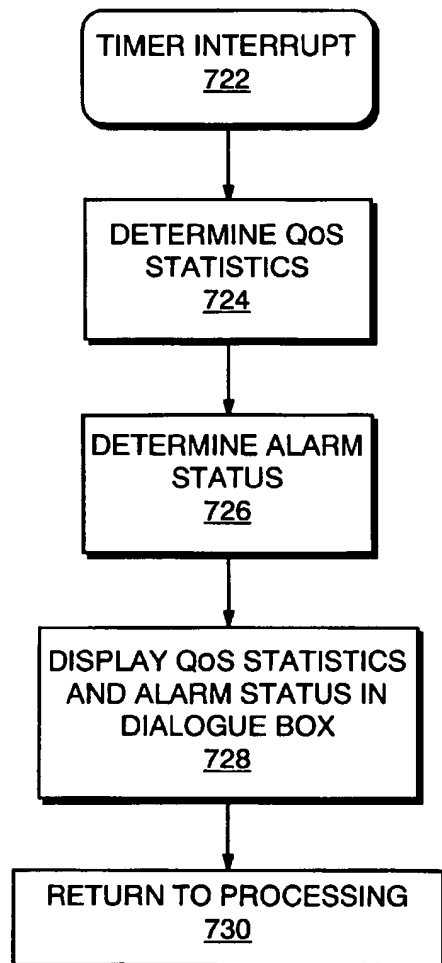 TIMER INTERRUPT
722
DETERMINE QoS
STATISTICS
724
DETERMINE ALARM
STATUS
726
DISPLAY QoS STATISTICS
AND ALARM STATUS IN
DIALOGUE BOX
728
RETURN TO PROCESSING
730